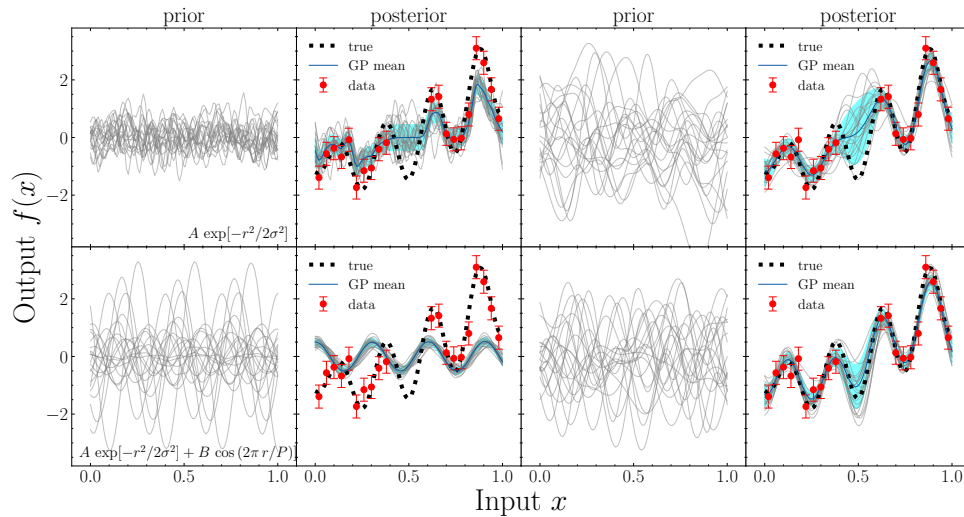 prior posterior prior posterior
Output f(x)
2
0
−2
A exp[−r²/2σ²]
true
GP mean
data
true
GP mean
data
2
0
−2
A exp[−r²/2σ²] + B cos (2π r/P)
true
GP mean
data
true
GP mean
data
0.0 0.5 1.0 0.0 0.5 1.0 0.0 0.5 1.0 0.0 0.5 1.0
Input x